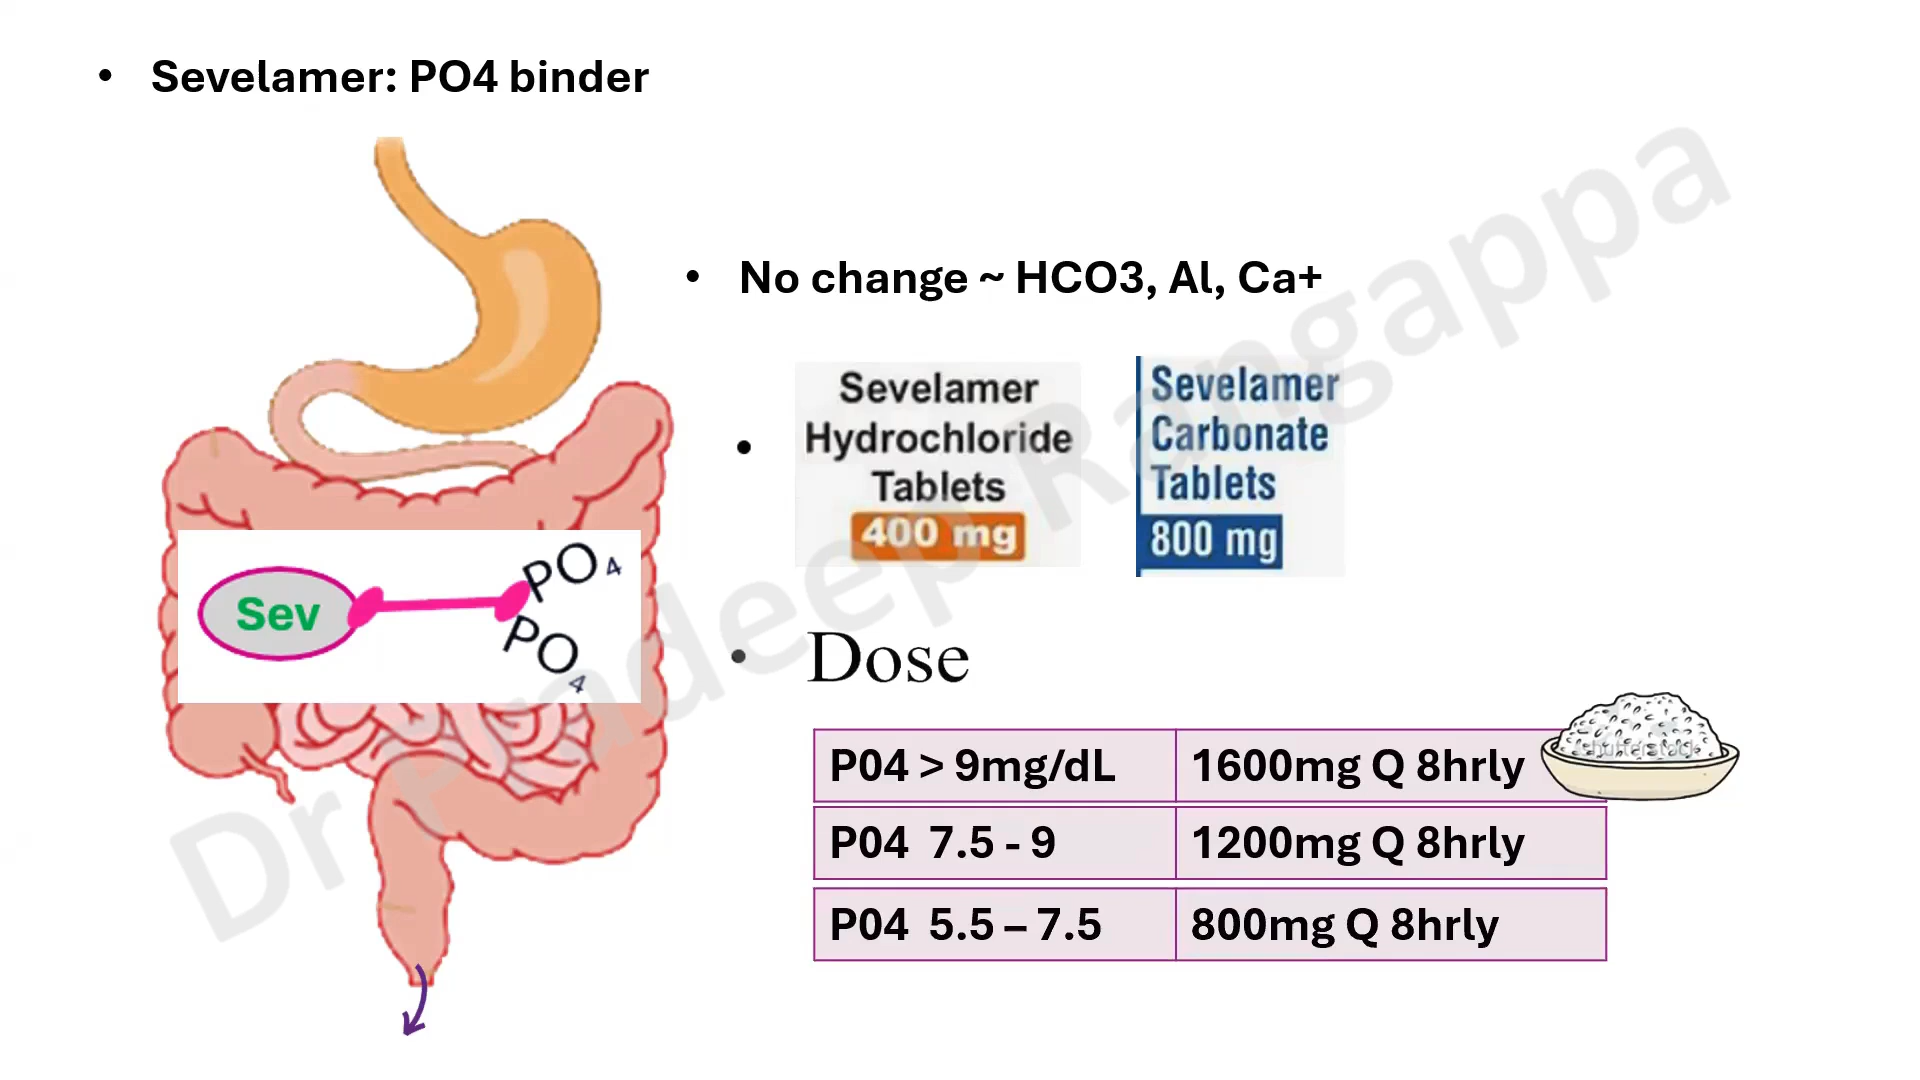 • Sevelamer: PO4 binder
• No change ~ HCO3, Al, Ca+
Sevelamer
Hydrochloride
Tablets
400 mg
Sevelamer
Carbonate
Tablets
800 mg
Sev
PO4
PO4
• Dose
P04 > 9mg/dL 1600mg Q 8hrly
P04 7.5 - 9 1200mg Q 8hrly
P04 5.5 – 7.5 800mg Q 8hrly
shutterstock
Dr Pradeep Rangappa